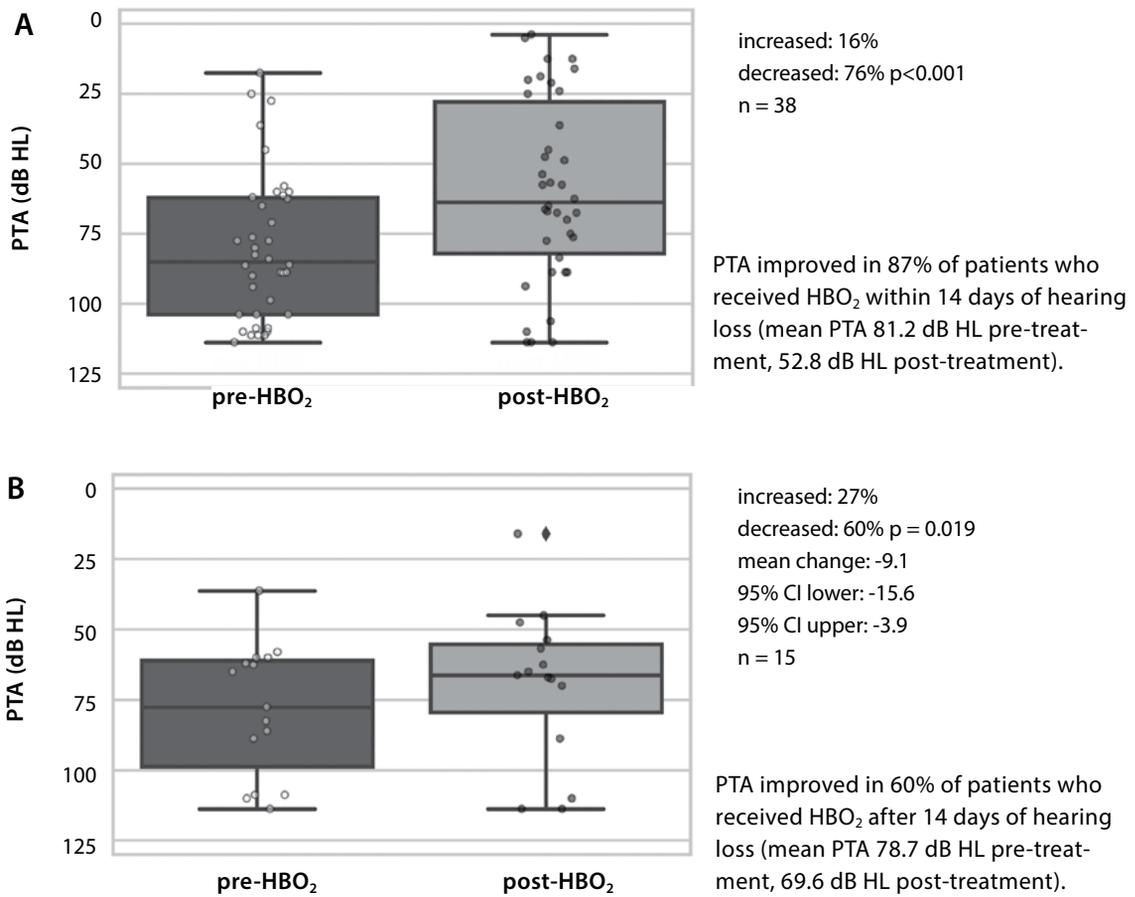 A
0
25
50
75
100
125
PTA (dB HL)
pre-HBO₂
post-HBO₂
increased: 16%
decreased: 76% p<0.001
n = 38
PTA improved in 87% of patients who
received HBO₂ within 14 days of hearing
loss (mean PTA 81.2 dB HL pre-treat-
ment, 52.8 dB HL post-treatment).
B
0
25
50
75
100
125
PTA (dB HL)
pre-HBO₂
post-HBO₂
increased: 27%
decreased: 60% p = 0.019
mean change: -9.1
95% CI lower: -15.6
95% CI upper: -3.9
n = 15
PTA improved in 60% of patients who
received HBO₂ after 14 days of hearing
loss (mean PTA 78.7 dB HL pre-treat-
ment, 69.6 dB HL post-treatment).